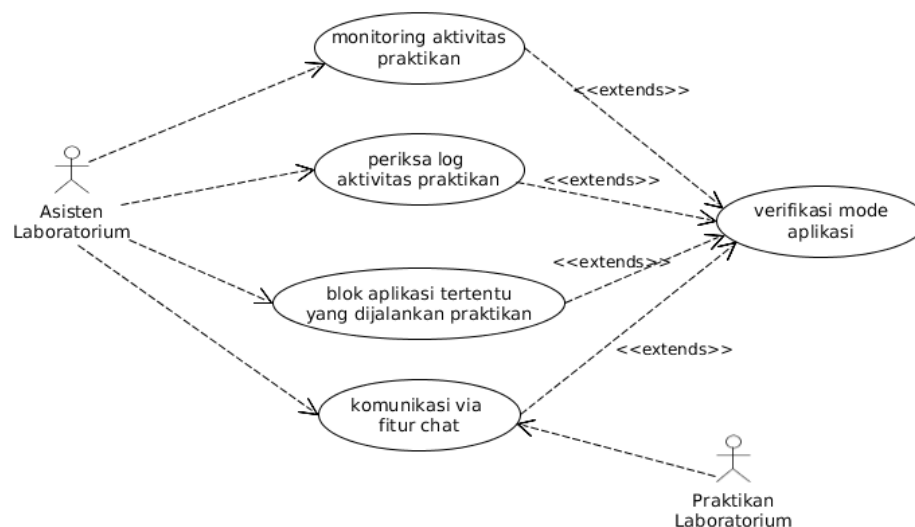 monitoring aktivitas
praktikan
<<extends>>
periksa log
aktivitas praktikan
<<extends>>
Asisten
Laboratorium
verifikasi mode
aplikasi
<<extends>>
blok aplikasi tertentu
yang dijalankan praktikan
<<extends>>
komunikasi via
fitur chat
Praktikan
Laboratorium